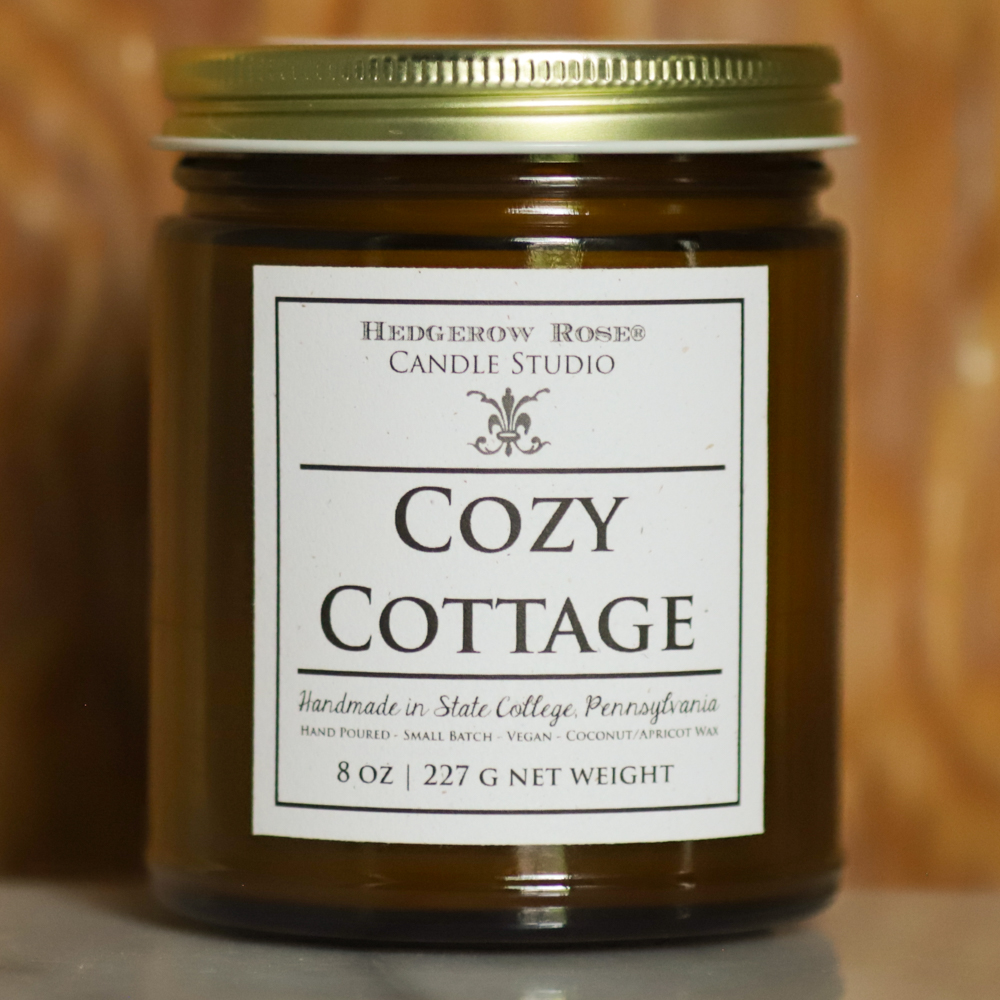 Hedgerow Rose®
Candle Studio
Cozy
Cottage
Handmade in State College, Pennsylvania
Hand Poured - Small Batch - Vegan - Coconut/Apricot Wax
8 oz | 227 g net weight